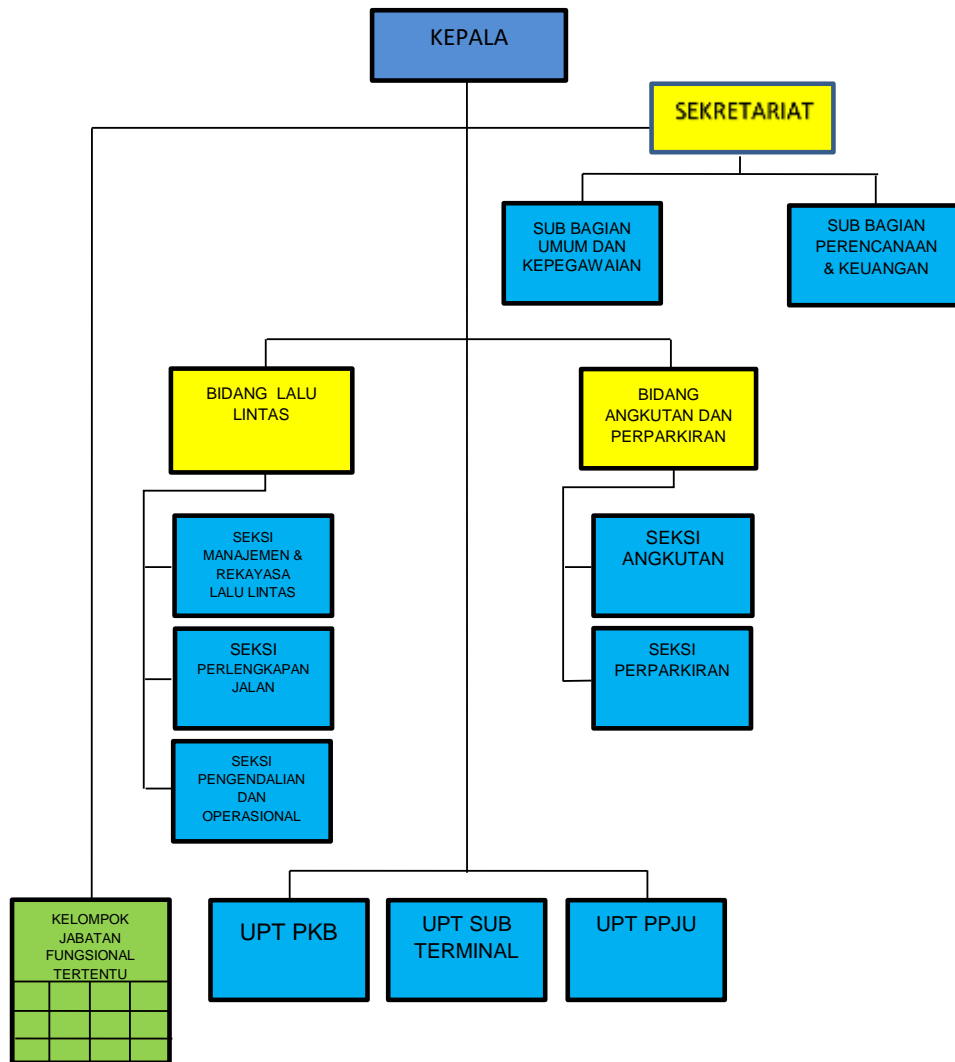 KEPALA
SEKRETARIAT
SUB BAGIAN
UMUM DAN
KEPEGAWAIAN
SUB BAGIAN
PERENCANAAN
& KEUANGAN
BIDANG LALU
LINTAS
BIDANG
ANGKUTAN DAN
PERPARKIRAN
SEKSI
MANAJEMEN &
REKAYASA
LALU LINTAS
SEKSI
ANGKUTAN
SEKSI
PERLENGKAPAN
JALAN
SEKSI
PERPARKIRAN
SEKSI
PENGENDALIAN
DAN
OPERASIONAL
KELOMPOK
JABATAN
FUNGSIONAL
TERTENTU
UPT PKB
UPT SUB
TERMINAL
UPT PPJU